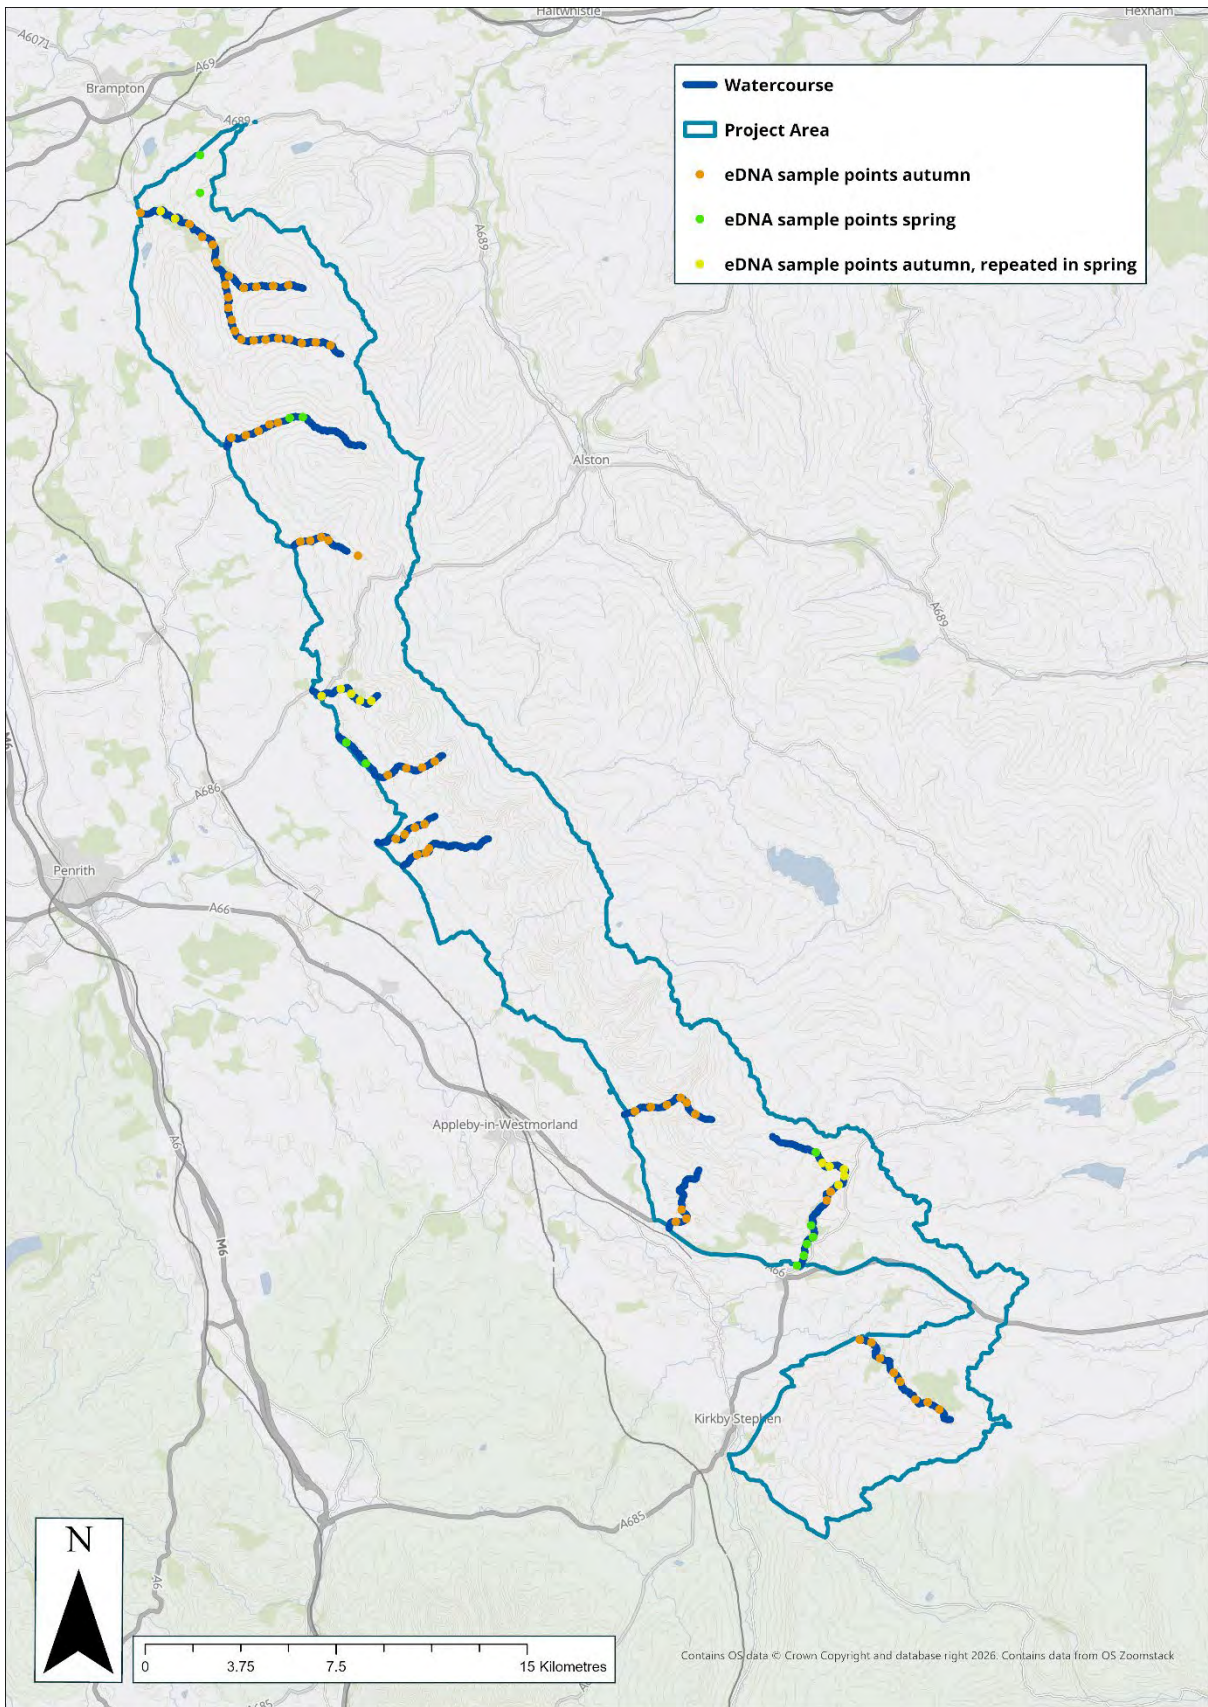 Haltwhistle
Hexham
A6071
A69
Brampton
A689
Watercourse
Project Area
eDNA sample points autumn
eDNA sample points spring
eDNA sample points autumn, repeated in spring
A689
Alston
A689
M6
A686
Penrith
A66
Appleby-in-Westmorland
A6
M6
A66
Kirkby Stephen
A685
A6
A685
N
0 3.75 7.5 15 Kilometres
Contains OS data © Crown Copyright and database right 2026. Contains data from OS Zoomstack